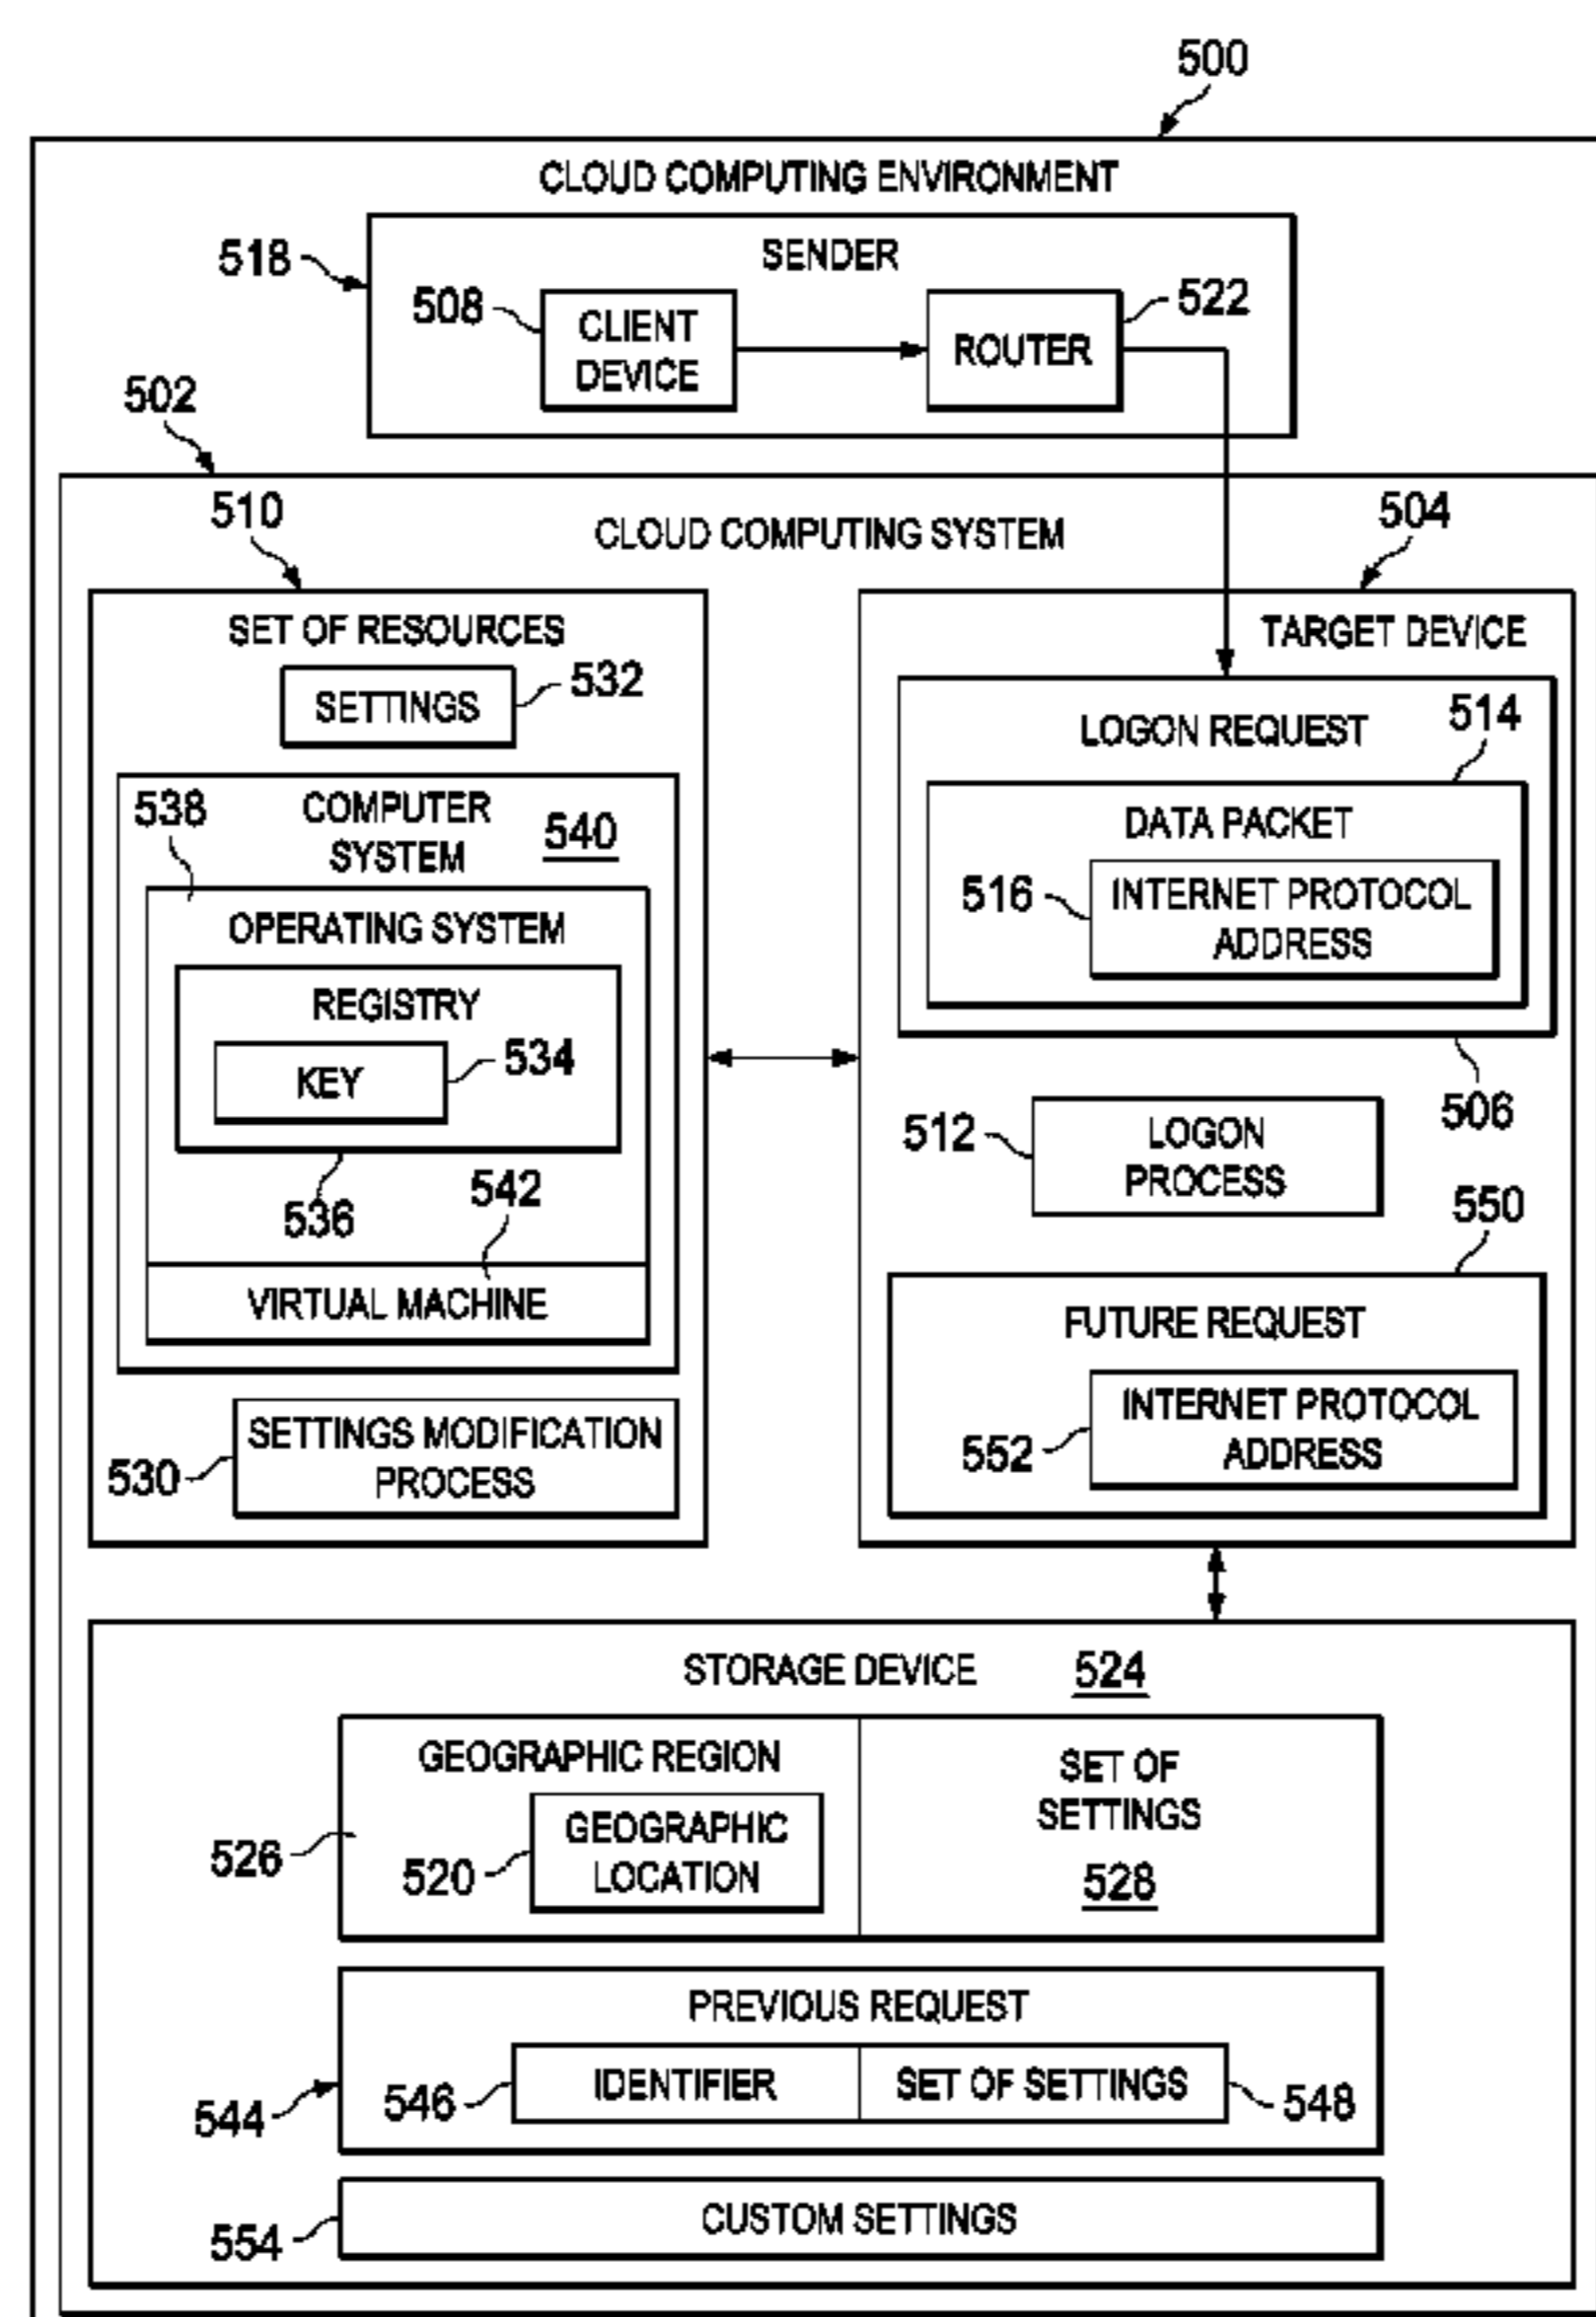 500
CLOUD COMPUTING ENVIRONMENT
518
SENDER
508
CLIENT
DEVICE
ROUTER
522
502
510
CLOUD COMPUTING SYSTEM
504
SET OF RESOURCES
SETTINGS
532
538
COMPUTER
SYSTEM
540
OPERATING SYSTEM
REGISTRY
KEY
534
536
542
VIRTUAL MACHINE
530
SETTINGS MODIFICATION
PROCESS
TARGET DEVICE
LOGON REQUEST
514
DATA PACKET
516
INTERNET PROTOCOL
ADDRESS
506
512
LOGON
PROCESS
550
FUTURE REQUEST
552
INTERNET PROTOCOL
ADDRESS
STORAGE DEVICE
524
GEOGRAPHIC REGION
526
520
GEOGRAPHIC
LOCATION
SET OF
SETTINGS
528
PREVIOUS REQUEST
544
546
IDENTIFIER
SET OF SETTINGS
548
554
CUSTOM SETTINGS